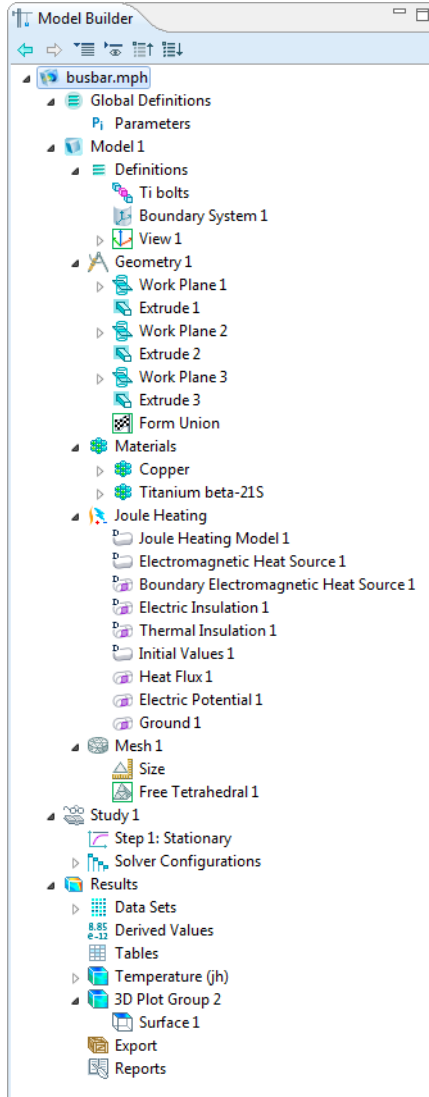 Model Builder
busbar.mph
Global Definitions
Pi Parameters
Model 1
Definitions
Ti bolts
Boundary System 1
View 1
Geometry 1
Work Plane 1
Extrude 1
Work Plane 2
Extrude 2
Work Plane 3
Extrude 3
Form Union
Materials
Copper
Titanium beta-21S
Joule Heating
D Joule Heating Model 1
D Electromagnetic Heat Source 1
D Boundary Electromagnetic Heat Source 1
D Electric Insulation 1
D Thermal Insulation 1
D Initial Values 1
Heat Flux 1
Electric Potential 1
Ground 1
Mesh 1
Size
Free Tetrahedral 1
Study 1
Step 1: Stationary
Solver Configurations
Results
Data Sets
8.85
e-12 Derived Values
Tables
Temperature (jh)
3D Plot Group 2
Surface 1
Export
Reports